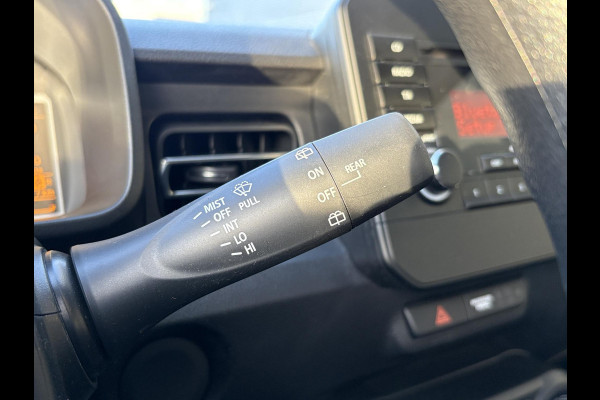 MIST
OFF
INT
LO
HI
PULL
ON
OFF
REAR